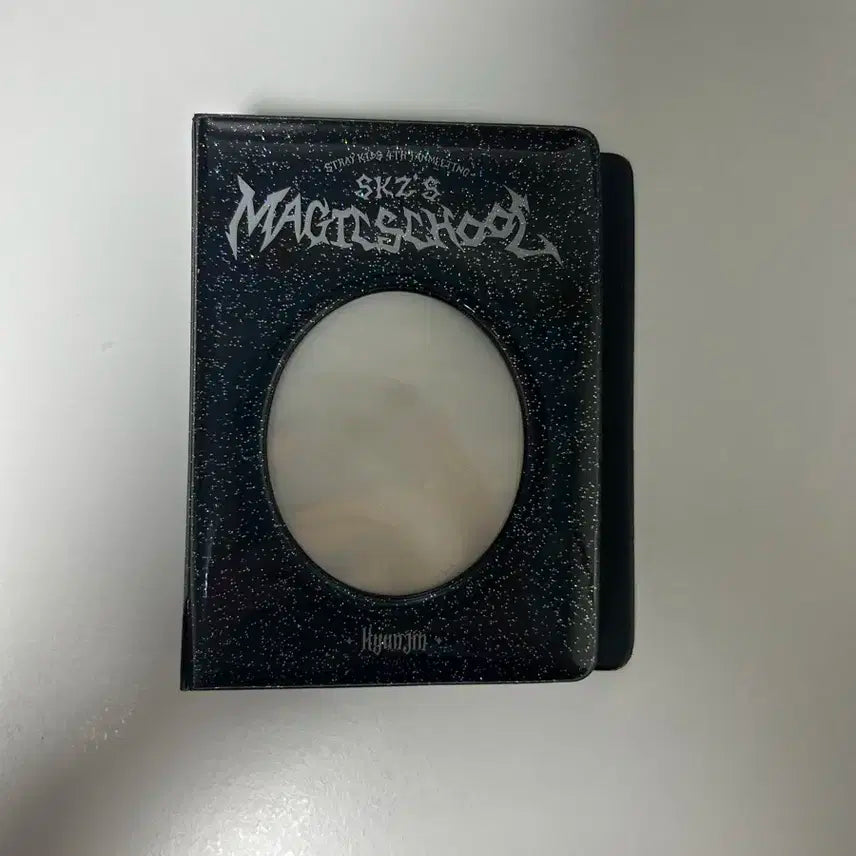 STRAY KIDS 4TH FANMEETING
SKZ'S
MAGIC SCHOOL
Hyunjin